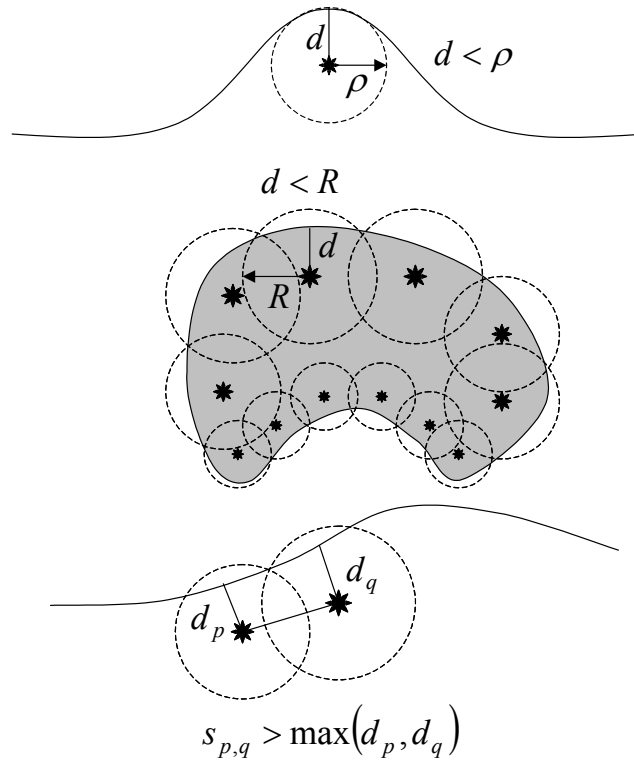 d
d < ρ
ρ
d < R
d
R
d_q
d_p
s_{p,q} > max(d_p, d_q)